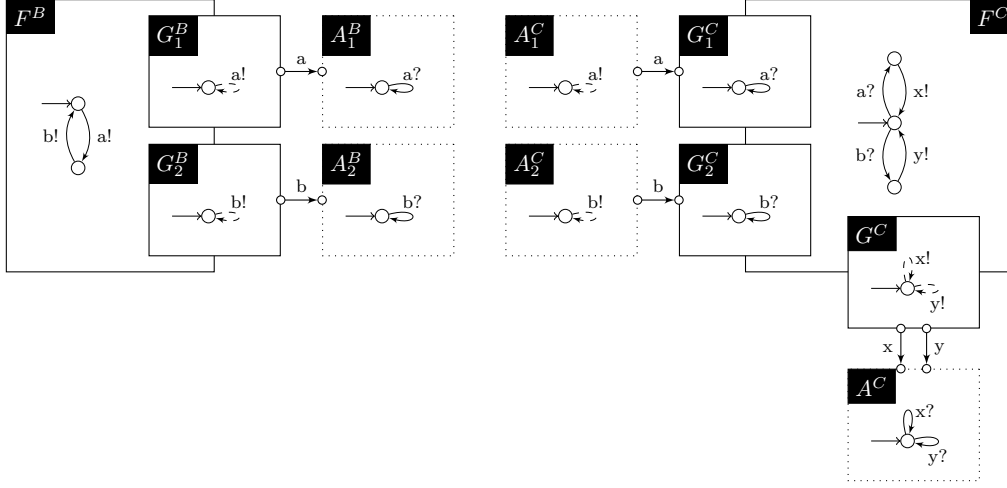 F^B
G_1^B
a!
a
A_1^B
a?
b!
a!
G_2^B
b!
b
A_2^B
b?
A_1^C
a!
a
G_1^C
a?
A_2^C
b!
b
G_2^C
b?
F^C
a?
x!
b?
y!
G^C
x!
y!
x
y
A^C
x?
y?